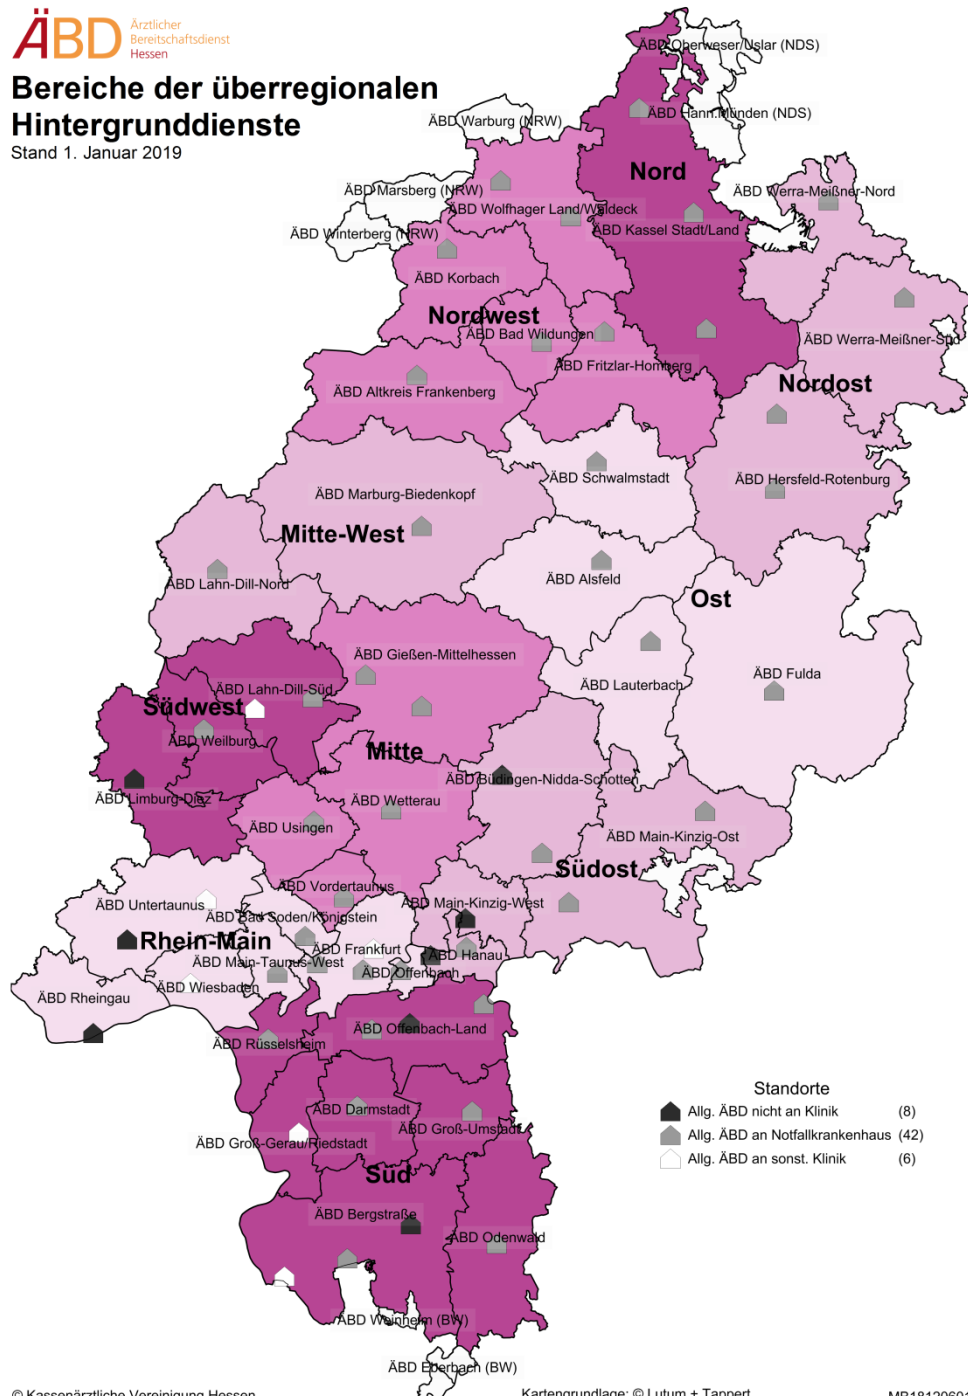 ÄBD
Ärztlicher
Bereitschaftsdienst
Hessen
Bereiche der überregionalen
Hintergrunddienste
Stand 1. Januar 2019
ÄBD Oberweser/Uslar (NDS)
ÄBD Hann.Münden (NDS)
ÄBD Warburg (NRW)
Nord
ÄBD Marsberg (NRW)
ÄBD Werra-Meißner-Nord
ÄBD Wolfhager Land/Waldeck
ÄBD Winterberg (NRW)
ÄBD Kassel Stadt/Land
ÄBD Korbach
Nordwest
ÄBD Bad Wildungen
ÄBD Werra-Meißner-Süd
ÄBD Fritzlar-Homberg
Nordost
ÄBD Altkreis Frankenberg
ÄBD Schwalmstadt
ÄBD Hersfeld-Rotenburg
ÄBD Marburg-Biedenkopf
Mitte-West
ÄBD Lahn-Dill-Nord
ÄBD Alsfeld
Ost
ÄBD Gießen-Mittelhessen
ÄBD Lauterbach
ÄBD Fulda
ÄBD Lahn-Dill-Süd
Südwest
ÄBD Weilburg
Mitte
ÄBD Büdingen-Nidda-Schotten
ÄBD Limburg-Diez
ÄBD Wetterau
ÄBD Usingen
ÄBD Main-Kinzig-Ost
Südost
ÄBD Vordertaunus
ÄBD Untertaunus
ÄBD Main-Kinzig-West
ÄBD Bad Soden/Königstein
Rhein-Main
ÄBD Frankfurt
ÄBD Hanau
ÄBD Main-Taunus-West
ÄBD Offenbach
ÄBD Wiesbaden
ÄBD Rheingau
ÄBD Offenbach-Land
ÄBD Rüsselsheim
ÄBD Darmstadt
ÄBD Groß-Umstadt
ÄBD Groß-Gerau/Riedstadt
Süd
ÄBD Bergstraße
ÄBD Odenwald
ÄBD Weinheim (BW)
ÄBD Eberbach (BW)
Standorte
Allg. ÄBD nicht an Klinik (8)
Allg. ÄBD an Notfallkrankenhaus (42)
Allg. ÄBD an sonst. Klinik (6)
© Kassenärztliche Vereinigung Hessen
Kartengrundlage: © Lutum + Tappert